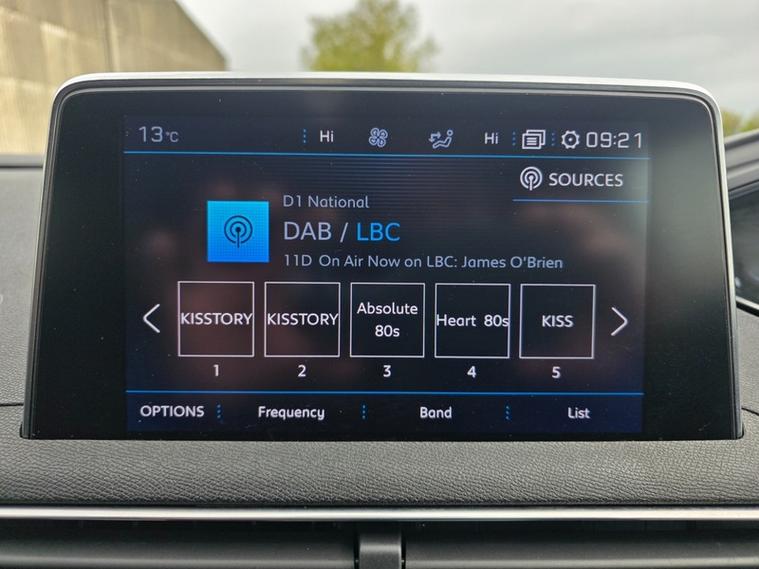 13°C Hi Hi 09:21
SOURCES
D1 National
DAB / LBC
11D On Air Now on LBC: James O'Brien
KISSTORY KISSTORY Absolute 80s Heart 80s KISS
1 2 3 4 5
OPTIONS Frequency Band List